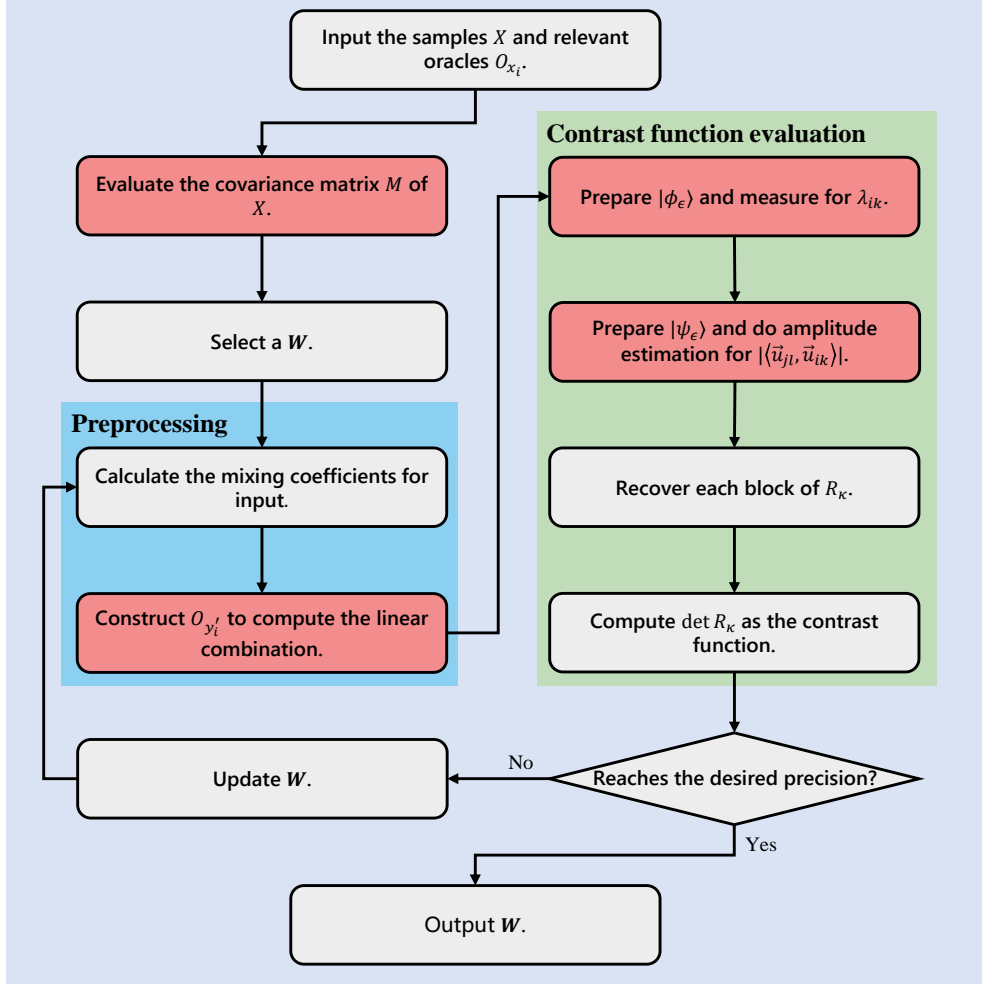 Input the samples X and relevant
oracles O_{x_i}.
Evaluate the covariance matrix M of
X.
Select a W.
Preprocessing
Calculate the mixing coefficients for
input.
Construct O_{y_i'} to compute the linear
combination.
Contrast function evaluation
Prepare |ϕ_ϵ⟩ and measure for λ_{ik}.
Prepare |ψ_ϵ⟩ and do amplitude
estimation for |⟨u⃗_{jl}, u⃗_{ik}⟩|.
Recover each block of R_κ.
Compute det R_κ as the contrast
function.
Reaches the desired precision?
No
Update W.
Yes
Output W.